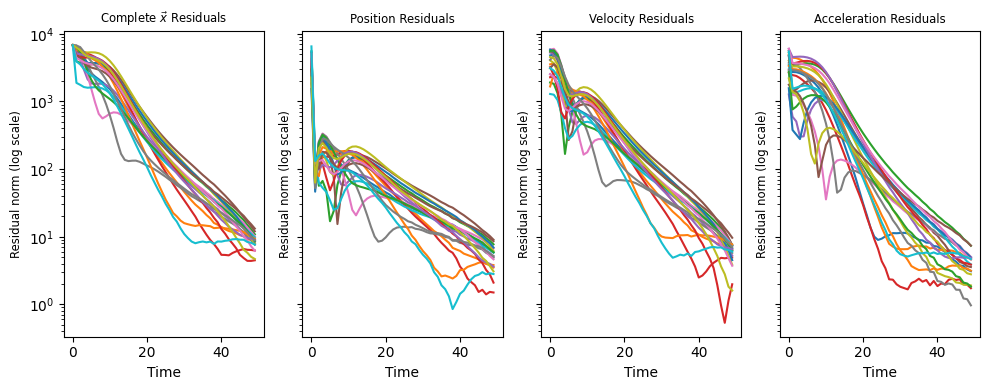 Complete x⃗ Residuals
Position Residuals
Velocity Residuals
Acceleration Residuals
Residual norm (log scale)
Residual norm (log scale)
Residual norm (log scale)
Residual norm (log scale)
10⁴
10³
10²
10¹
10⁰
0 20 40
0 20 40
0 20 40
0 20 40
Time
Time
Time
Time